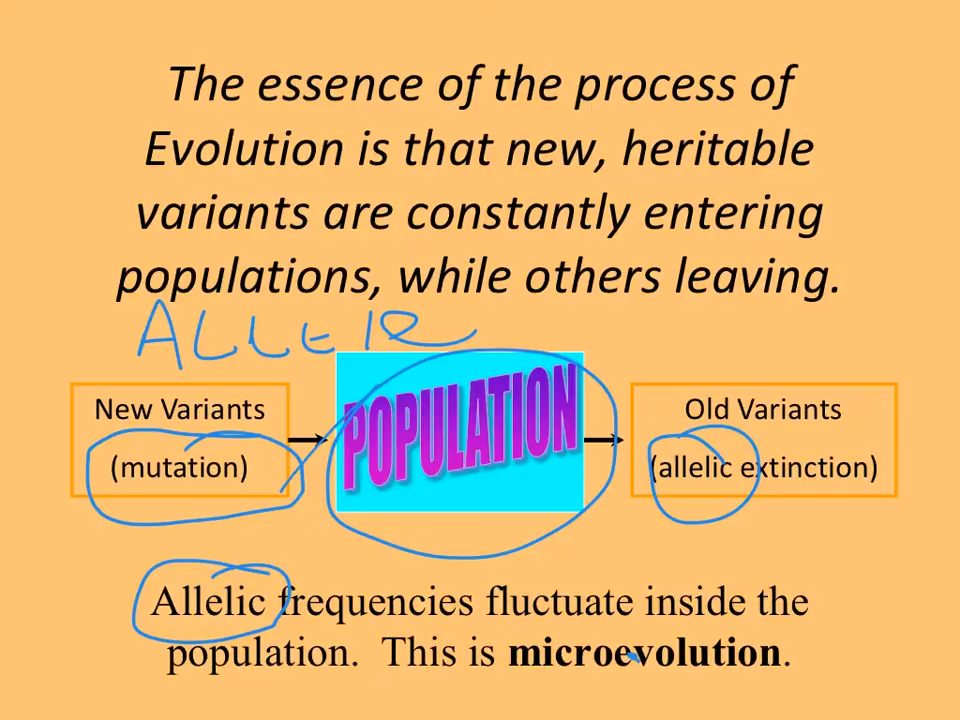 The essence of the process of
Evolution is that new, heritable
variants are constantly entering
populations, while others leaving.
ALLER
New Variants
(mutation)
POPULATION
Old Variants
(allelic extinction)
Allelic frequencies fluctuate inside the
population. This is microevolution.